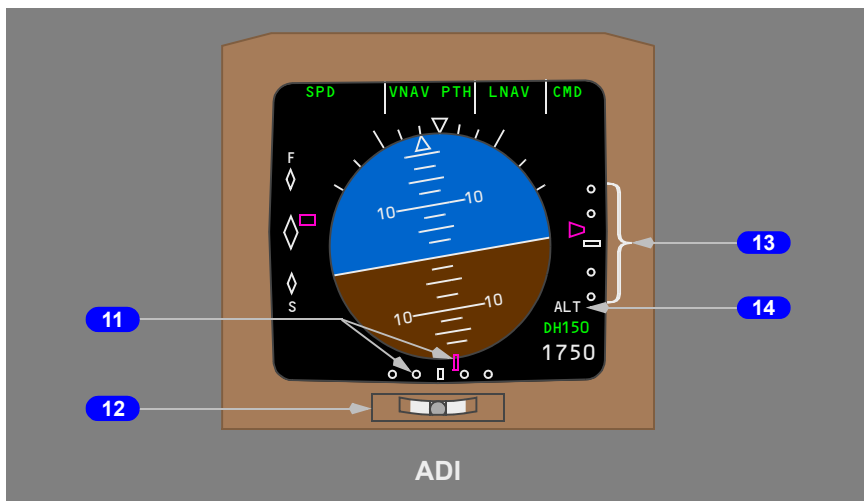 SPD VNAV PTH LNAV CMD
F
10 10
13
S
ALT
14
11
DH150
10 10
1750
12
ADI